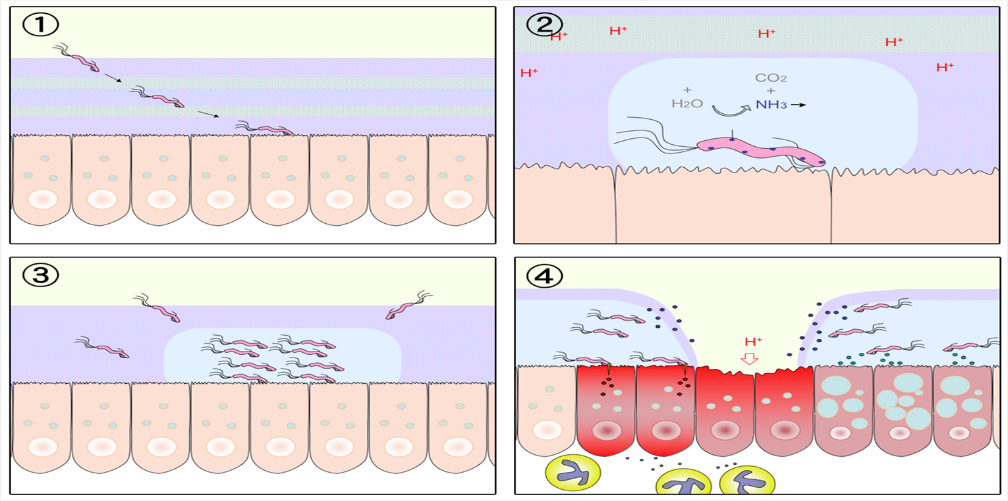 ①
②
H⁺
H⁺
H⁺
H⁺
H⁺
H⁺
CO₂
+
+
H₂O
NH₃
③
④
H⁺